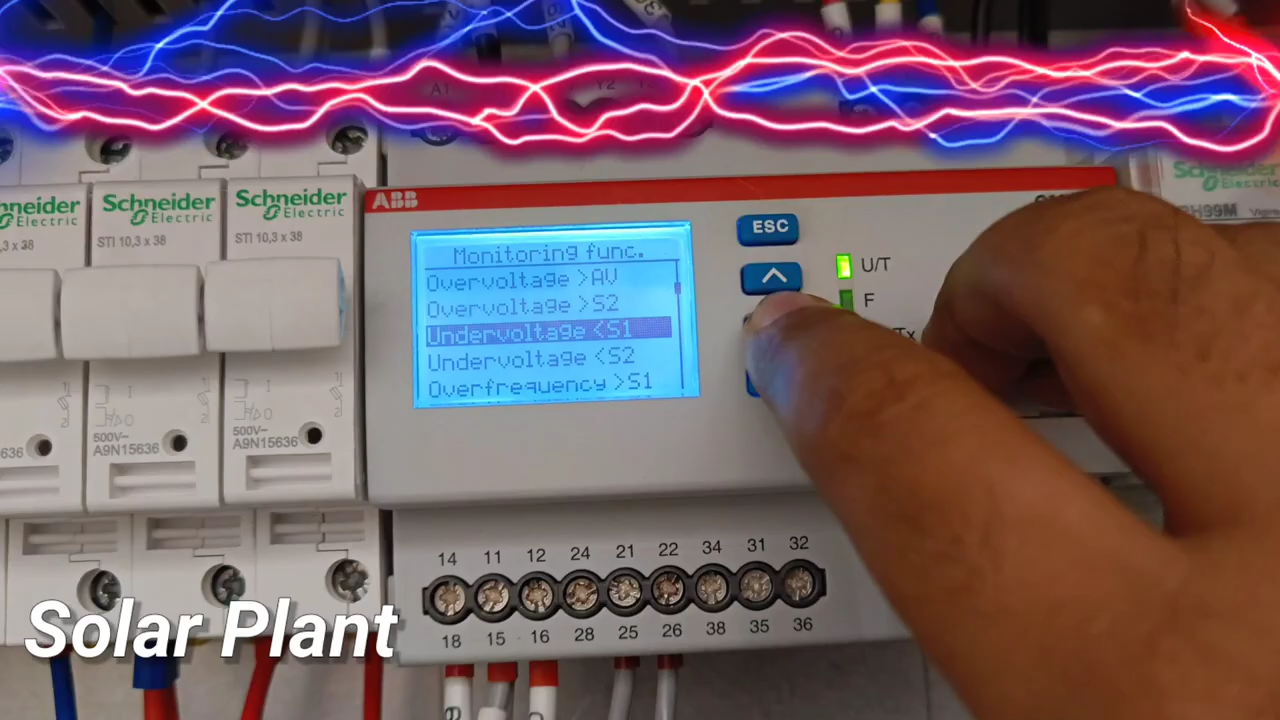 A1
Y2
Schneider
Electric
STI 10,3 x 38
500V~
A9N15636
Schneider
Electric
STI 10,3 x 38
500V~
A9N15636
ABB
Monitoring func.
Overvoltage >AV
Overvoltage >S2
Undervoltage <S1
Undervoltage <S2
Overfrequency >S1
ESC
U/T
F
Schneider
Electric
14 11 12 24 21 22 34 31 32
18 15 16 28 25 26 38 35 36
Solar Plant